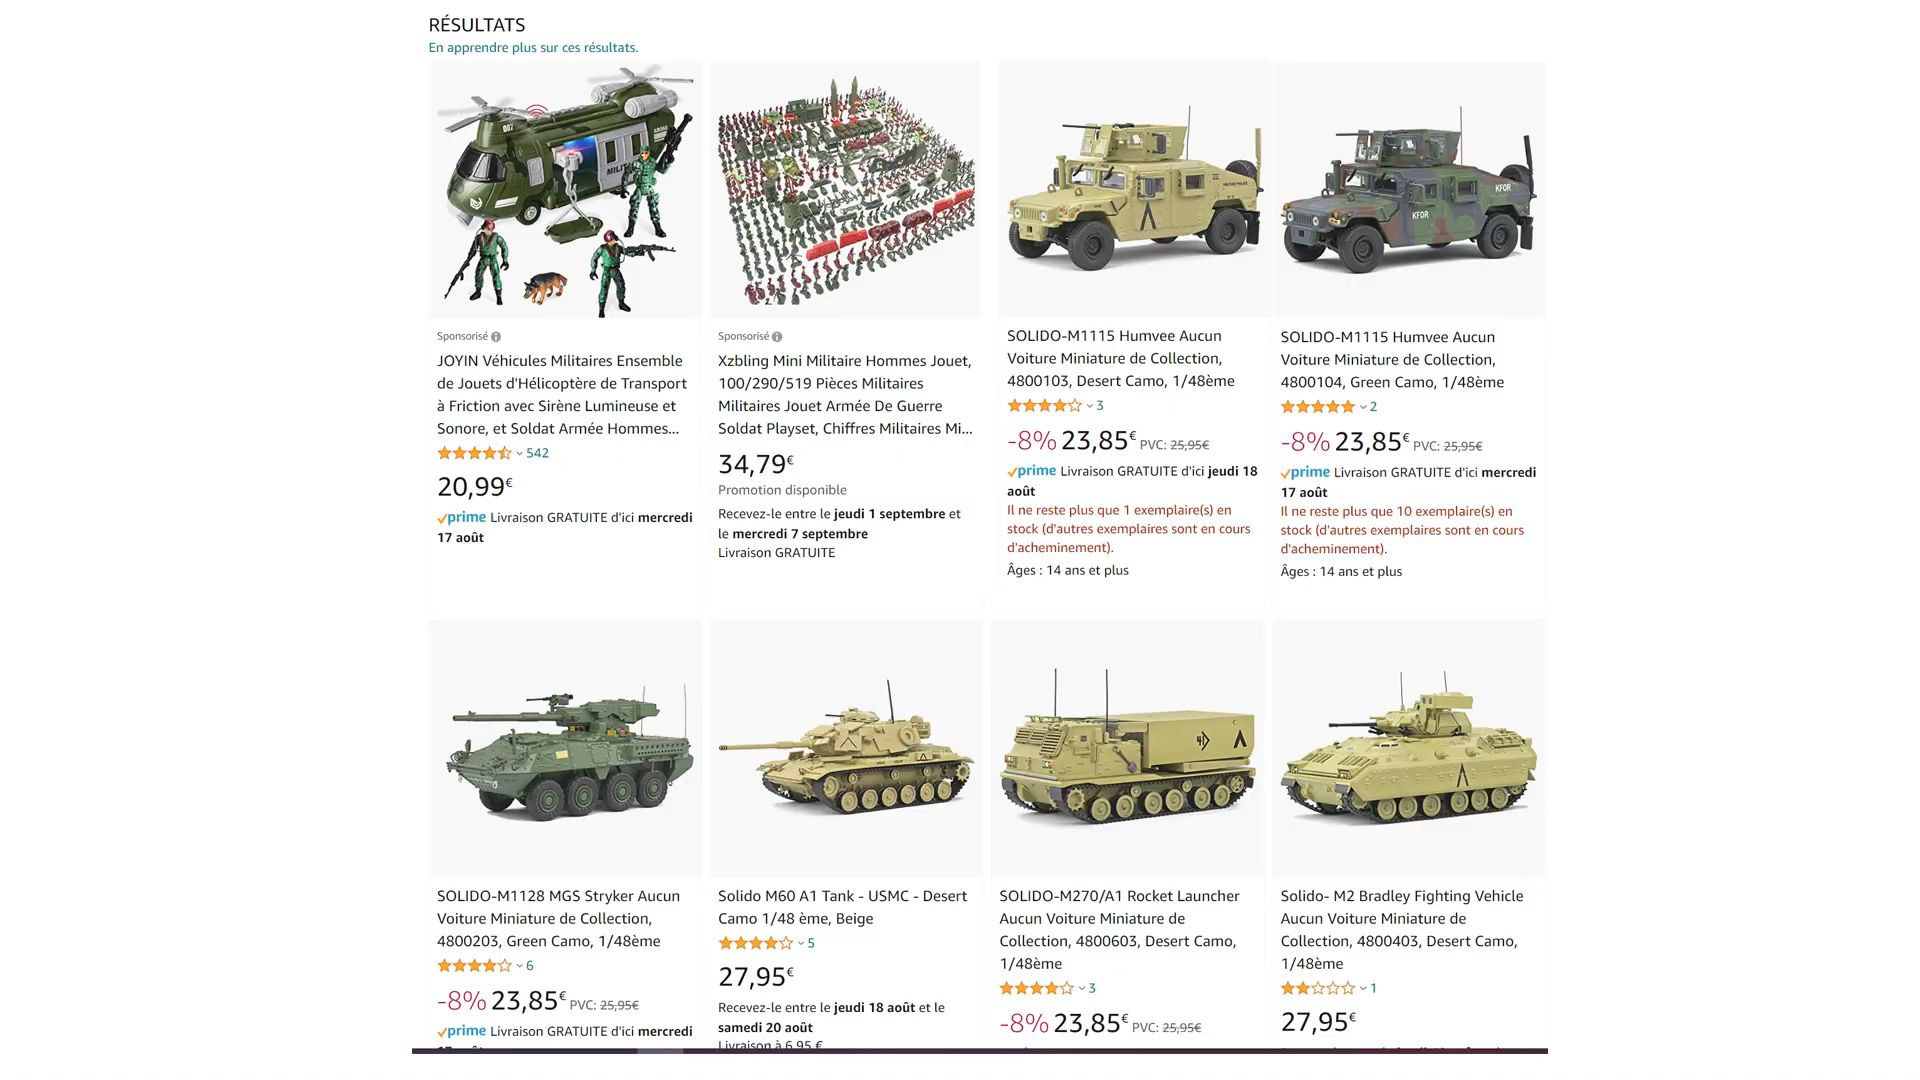 RÉSULTATS
En apprendre plus sur ces résultats.
007
MILIT
KFOR
KFOR
Sponsorisé
JOYIN Véhicules Militaires Ensemble
de Jouets d'Hélicoptère de Transport
à Friction avec Sirène Lumineuse et
Sonore, et Soldat Armée Hommes...
542
20,99€
prime Livraison GRATUITE d'ici mercredi
17 août
Sponsorisé
Xzbling Mini Militaire Hommes Jouet,
100/290/519 Pièces Militaires
Militaires Jouet Armée De Guerre
Soldat Playset, Chiffres Militaires Mi...
34,79€
Promotion disponible
Recevez-le entre le jeudi 1 septembre et
le mercredi 7 septembre
Livraison GRATUITE
SOLIDO-M1115 Humvee Aucun
Voiture Miniature de Collection,
4800103, Desert Camo, 1/48ème
3
-8% 23,85€ PVC: 25,95€
prime Livraison GRATUITE d'ici jeudi 18
août
Il ne reste plus que 1 exemplaire(s) en
stock (d'autres exemplaires sont en cours
d'acheminement).
Âges : 14 ans et plus
SOLIDO-M1115 Humvee Aucun
Voiture Miniature de Collection,
4800104, Green Camo, 1/48ème
2
-8% 23,85€ PVC: 25,95€
prime Livraison GRATUITE d'ici mercredi
17 août
Il ne reste plus que 10 exemplaire(s) en
stock (d'autres exemplaires sont en cours
d'acheminement).
Âges : 14 ans et plus
SOLIDO-M1128 MGS Stryker Aucun
Voiture Miniature de Collection,
4800203, Green Camo, 1/48ème
6
-8% 23,85€ PVC: 25,95€
prime Livraison GRATUITE d'ici mercredi
Solido M60 A1 Tank - USMC - Desert
Camo 1/48 ème, Beige
5
27,95€
Recevez-le entre le jeudi 18 août et le
samedi 20 août
Livraison à 6,95 €
SOLIDO-M270/A1 Rocket Launcher
Aucun Voiture Miniature de
Collection, 4800603, Desert Camo,
1/48ème
3
-8% 23,85€ PVC: 25,95€
Solido- M2 Bradley Fighting Vehicle
Aucun Voiture Miniature de
Collection, 4800403, Desert Camo,
1/48ème
1
27,95€